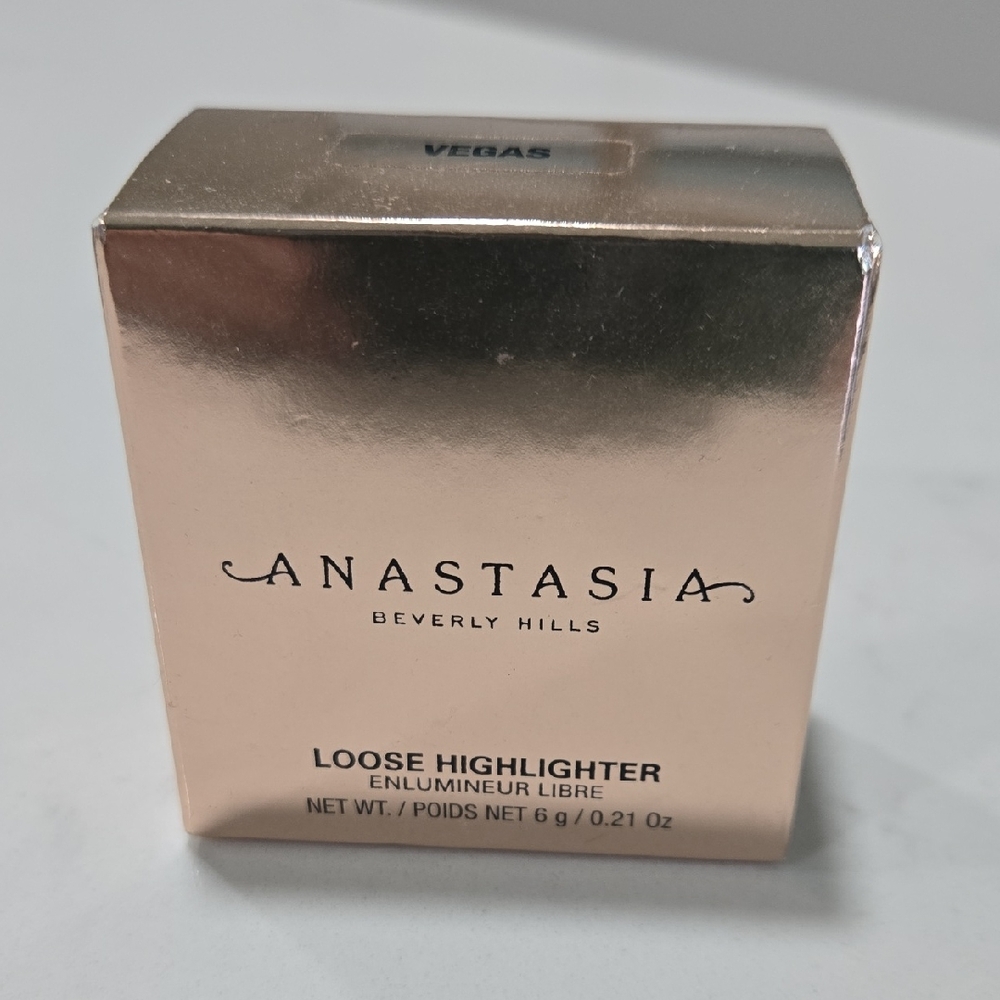 VEGAS
ANASTASIA
BEVERLY HILLS
LOOSE HIGHLIGHTER
ENLUMINEUR LIBRE
NET WT. / POIDS NET 6 g / 0.21 Oz